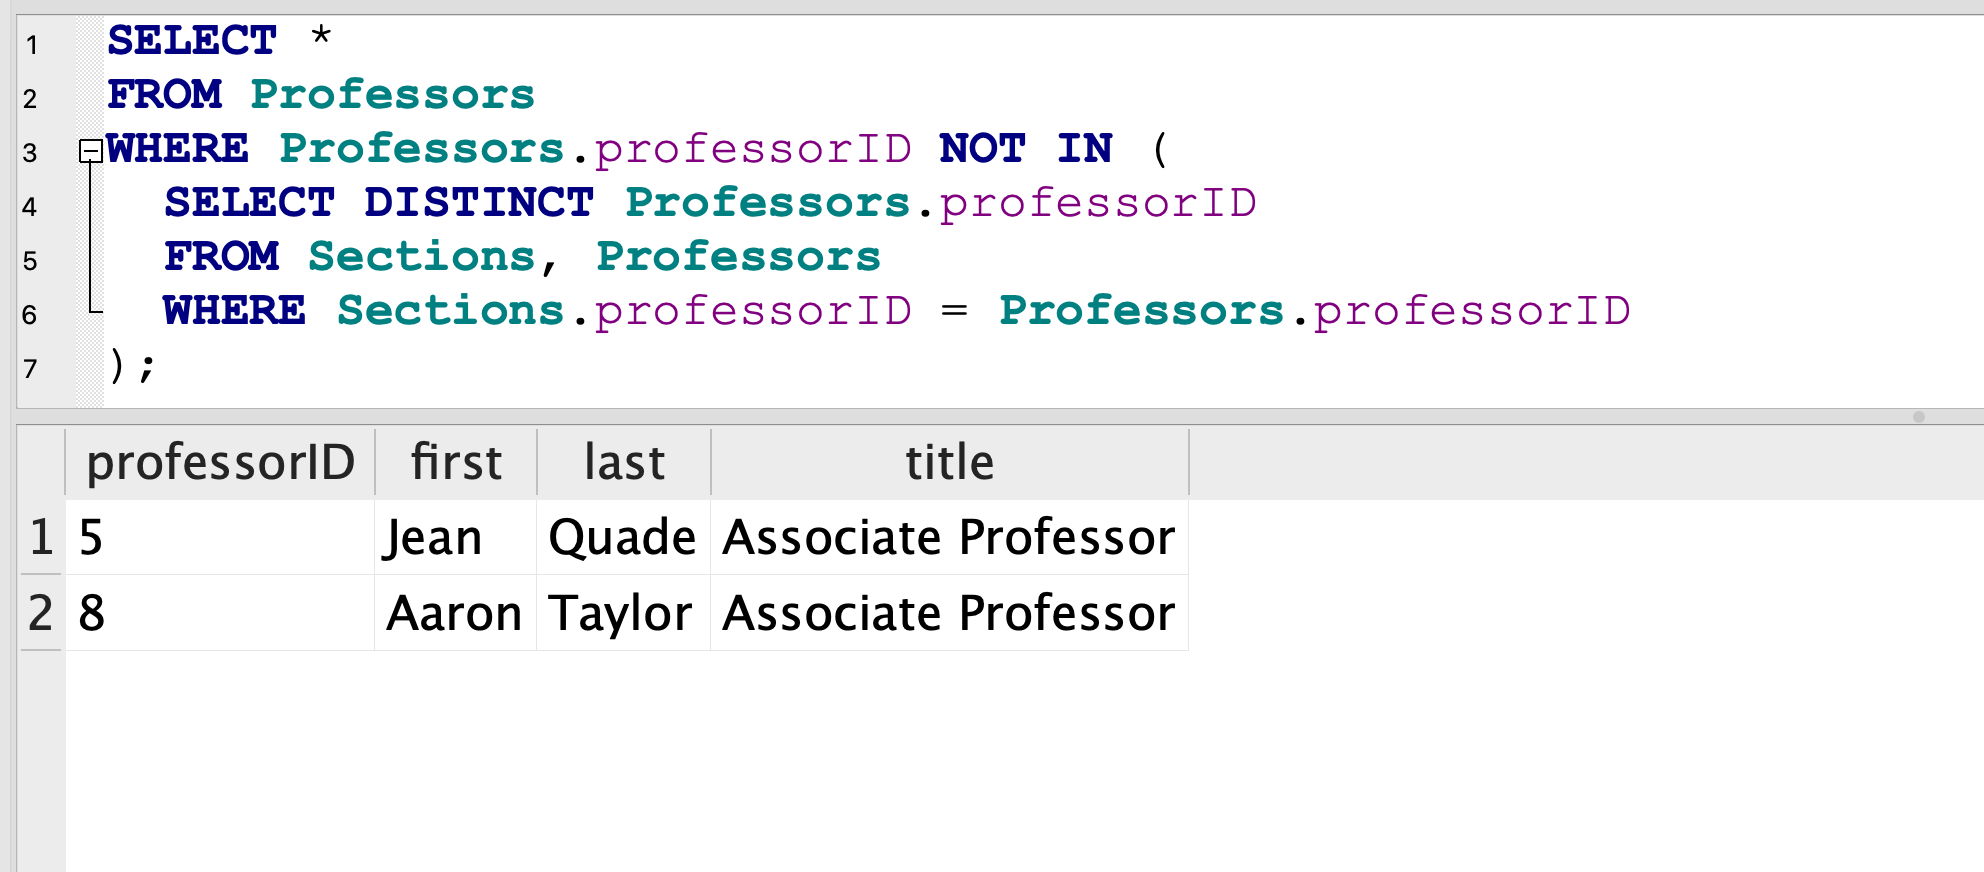 1 SELECT *
2 FROM Professors
3 WHERE Professors.professorID NOT IN (
4 SELECT DISTINCT Professors.professorID
5 FROM Sections, Professors
6 WHERE Sections.professorID = Professors.professorID
7 );
professorID first last title
1 5 Jean Quade Associate Professor
2 8 Aaron Taylor Associate Professor